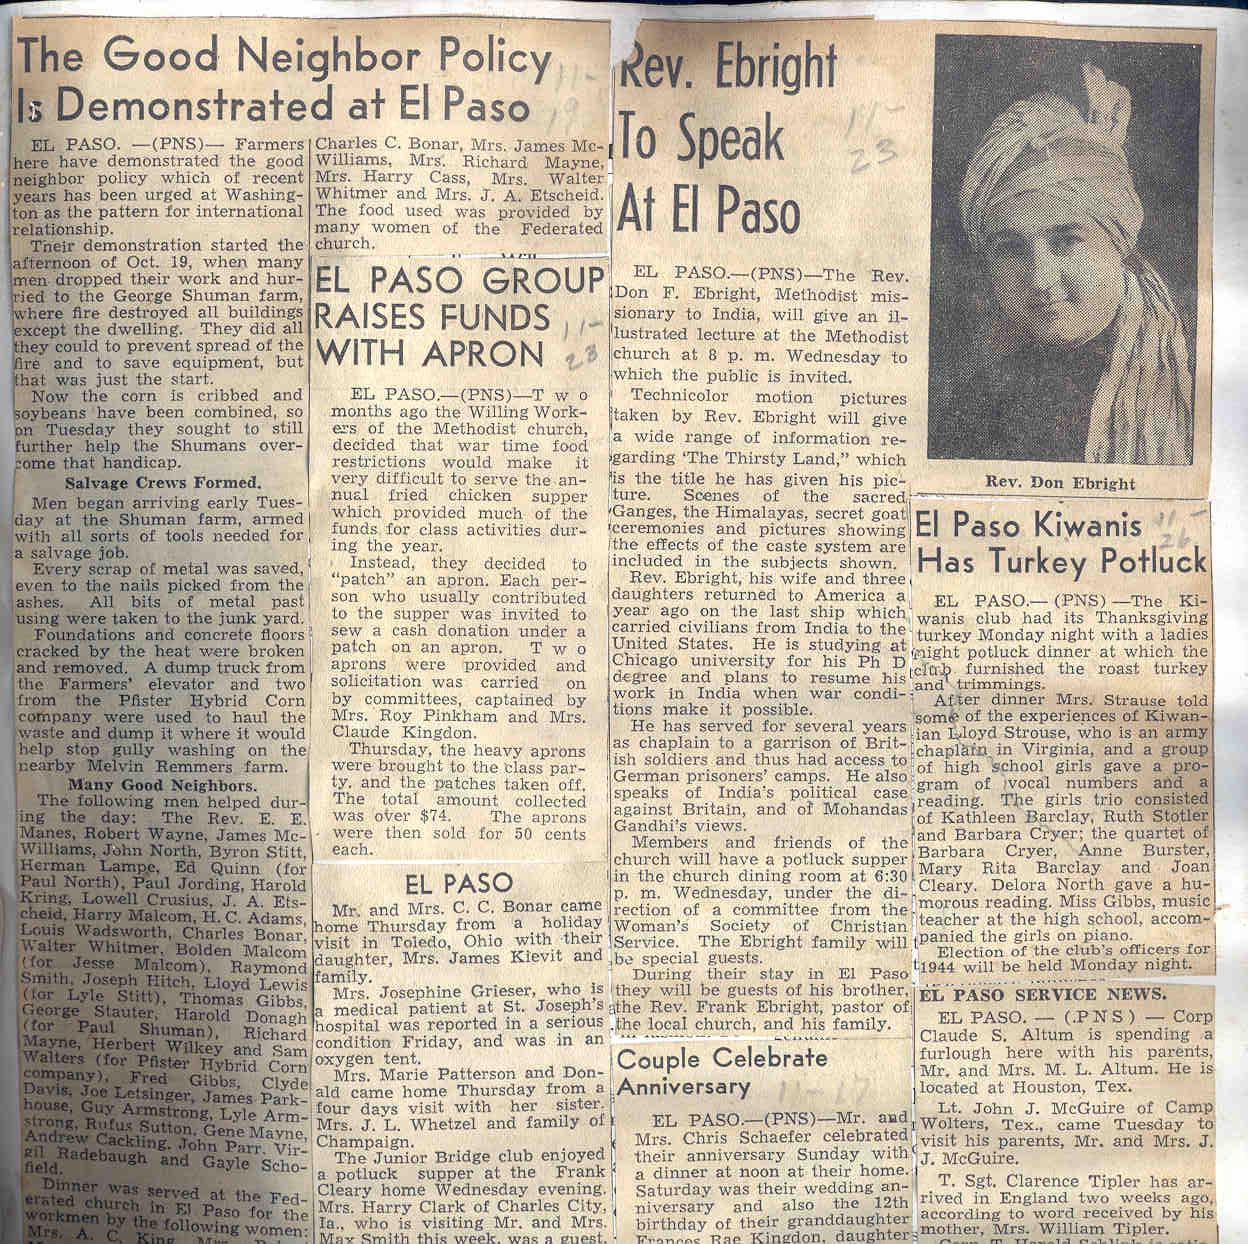 The Good Neighbor Policy
Is Demonstrated at El Paso
11-
19
EL PASO. —(PNS)— Farmers
here have demonstrated the good
neighbor policy which of recent
years has been urged at Washing-
ton as the pattern for international
relationship.
Their demonstration started the
afternoon of Oct. 19, when many
men dropped their work and hur-
ried to the George Shuman farm,
where fire destroyed all buildings
except the dwelling. They did all
they could to prevent spread of the
fire and to save equipment, but
that was just the start.
Now the corn is cribbed and
soybeans have been combined, so
on Tuesday they sought to still
further help the Shumans over-
come that handicap.
Salvage Crews Formed.
Men began arriving early Tues-
day at the Shuman farm, armed
with all sorts of tools needed for
a salvage job.
Every scrap of metal was saved,
even to the nails picked from the
ashes. All bits of metal past
using were taken to the junk yard.
Foundations and concrete floors
cracked by the heat were broken
and removed. A dump truck from
the Farmers' elevator and two
from the Pfister Hybrid Corn
company were used to haul the
waste and dump it where it would
help stop gully washing on the
nearby Melvin Remmers farm.
Many Good Neighbors.
The following men helped dur-
ing the day: The Rev. E. E.
Manes, Robert Wayne, James Mc-
Williams, John North, Byron Stitt,
Herman Lampe, Ed Quinn (for
Paul North), Paul Jording, Harold
Kring, Lowell Crusius, J. A. Ets-
cheid, Harry Malcom, H. C. Adams,
Louis Wadsworth, Charles Bonar,
Walter Whitmer, Bolden Malcom
(for Jesse Malcom), Raymond
Smith, Joseph Hitch, Lloyd Lewis
(for Lyle Stitt), Thomas Gibbs,
George Stauter, Harold Donagh
(for Paul Shuman), Richard
Mayne, Herbert Wilkey and Sam
Walters (for Pfister Hybrid Corn
company), Fred Gibbs, Clyde
Davis, Joe Letsinger, James Park-
house, Guy Armstrong, Lyle Arm-
strong, Rufus Sutton, Gene Mayne,
Andrew Cackling, John Parr, Vir-
gil Radebaugh and Gayle Scho-
field.
Dinner was served at the Fed-
erated church in El Paso for the
workmen by the following women:
Mrs. A. C. King, Mrs.
Charles C. Bonar, Mrs. James Mc-
Williams, Mrs. Richard Mayne,
Mrs. Harry Cass, Mrs. Walter
Whitmer and Mrs. J. A. Etscheid.
The food used was provided by
many women of the Federated
church.
EL PASO GROUP
RAISES FUNDS
WITH APRON
11-
23
EL PASO.—(PNS)—Two
months ago the Willing Work-
ers of the Methodist church,
decided that war time food
restrictions would make it
very difficult to serve the an-
nual fried chicken supper
which provided much of the
funds for class activities dur-
ing the year.
Instead, they decided to
"patch" an apron. Each per-
son who usually contributed
to the supper was invited to
sew a cash donation under a
patch on an apron. Two
aprons were provided and
solicitation was carried on
by committees, captained by
Mrs. Roy Pinkham and Mrs.
Claude Kingdon.
Thursday, the heavy aprons
were brought to the class par-
ty, and the patches taken off.
The total amount collected
was over $74. The aprons
were then sold for 50 cents
each.
EL PASO
Mr. and Mrs. C. C. Bonar came
home Thursday from a holiday
visit in Toledo, Ohio with their
daughter, Mrs. James Kievit and
family.
Mrs. Josephine Grieser, who is
a medical patient at St. Joseph's
hospital was reported in a serious
condition Friday, and was in an
oxygen tent.
Mrs. Marie Patterson and Don-
ald came home Thursday from a
four days visit with her sister.
Mrs. J. L. Whetzel and family of
Champaign.
The Junior Bridge club enjoyed
a potluck supper at the Frank
Cleary home Wednesday evening.
Mrs. Harry Clark of Charles City,
Ia., who is visiting Mr. and Mrs.
Max Smith this week, was a guest.
Rev. Ebright
To Speak
At El Paso
11-
23
EL PASO.—(PNS)—The Rev.
Don F. Ebright, Methodist mis-
sionary to India, will give an il-
lustrated lecture at the Methodist
church at 8 p. m. Wednesday to
which the public is invited.
Technicolor motion pictures
taken by Rev. Ebright will give
a wide range of information re-
garding 'The Thirsty Land," which
is the title he has given his pic-
ture. Scenes of the sacred
Ganges, the Himalayas, secret goat
ceremonies and pictures showing
the effects of the caste system are
included in the subjects shown.
Rev. Ebright, his wife and three
daughters returned to America a
year ago on the last ship which
carried civilians from India to the
United States. He is studying at
Chicago university for his Ph D
degree and plans to resume his
work in India when war condi-
tions make it possible.
He has served for several years
as chaplain to a garrison of Brit-
ish soldiers and thus had access to
German prisoners' camps. He also
speaks of India's political case
against Britain, and of Mohandas
Gandhi's views.
Members and friends of the
church will have a potluck supper
in the church dining room at 6:30
p. m. Wednesday, under the di-
rection of a committee from the
Woman's Society of Christian
Service. The Ebright family will
be special guests.
During their stay in El Paso
they will be guests of his brother,
the Rev. Frank Ebright, pastor of
the local church, and his family.
Couple Celebrate
Anniversary
11-27
EL PASO.—(PNS)—Mr. and
Mrs. Chris Schaefer celebrated
their anniversary Sunday with
a dinner at noon at their home.
Saturday was their wedding an-
niversary and also the 12th
birthday of their granddaughter
Frances Rae Kingdon, daughter
Rev. Don Ebright
El Paso Kiwanis
Has Turkey Potluck
11-
26
EL PASO.— (PNS) —The Ki-
wanis club had its Thanksgiving
turkey Monday night with a ladies
night potluck dinner at which the
club furnished the roast turkey
and trimmings.
After dinner Mrs. Strause told
some of the experiences of Kiwan-
ian Lloyd Strouse, who is an army
chaplain in Virginia, and a group
of high school girls gave a pro-
gram of vocal numbers and a
reading. The girls trio consisted
of Kathleen Barclay, Ruth Stotler
and Barbara Cryer; the quartet of
Barbara Cryer, Anne Burster,
Mary Rita Barclay and Joan
Cleary. Delora North gave a hu-
morous reading. Miss Gibbs, music
teacher at the high school, accom-
panied the girls on piano.
Election of the club's officers for
1944 will be held Monday night.
EL PASO SERVICE NEWS.
EL PASO. — (.PNS) — Corp
Claude S. Altum is spending a
furlough here with his parents,
Mr. and Mrs. M. L. Altum. He is
located at Houston, Tex.
Lt. John J. McGuire of Camp
Wolters, Tex., came Tuesday to
visit his parents, Mr. and Mrs. J.
J. McGuire.
T. Sgt. Clarence Tipler has ar-
rived in England two weeks ago,
according to word received by his
mother, Mrs. William Tipler.